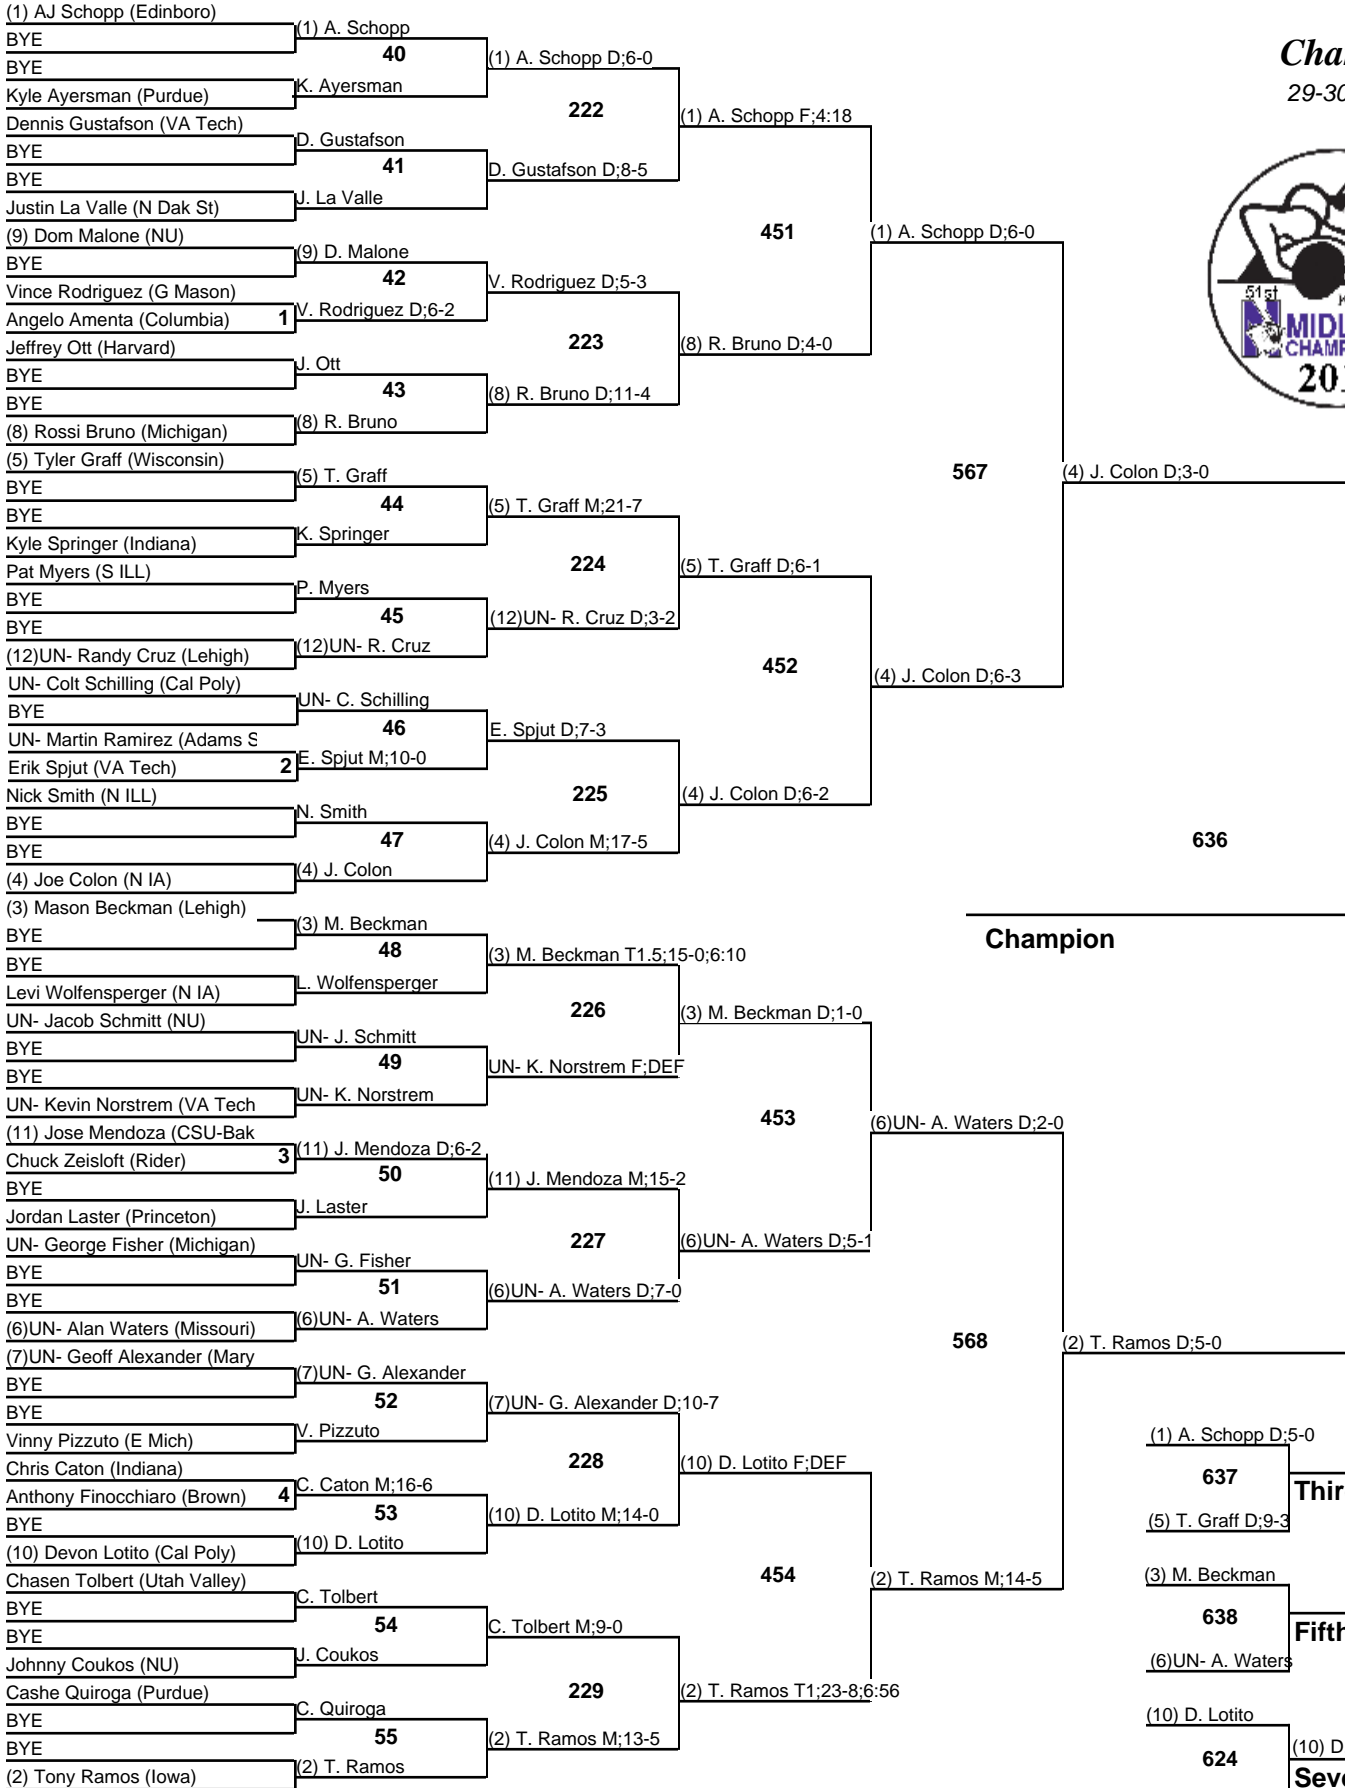 (1) AJ Schopp (Edinboro)
BYE
BYE
Kyle Ayersman (Purdue)
Dennis Gustafson (VA Tech)
BYE
BYE
Justin La Valle (N Dak St)
(9) Dom Malone (NU)
BYE
Vince Rodriguez (G Mason)
Angelo Amenta (Columbia) 1
Jeffrey Ott (Harvard)
BYE
BYE
(8) Rossi Bruno (Michigan)
(5) Tyler Graff (Wisconsin)
BYE
BYE
Kyle Springer (Indiana)
Pat Myers (S ILL)
BYE
BYE
(12)UN- Randy Cruz (Lehigh)
UN- Colt Schilling (Cal Poly)
BYE
UN- Martin Ramirez (Adams S
Erik Spjut (VA Tech) 2
Nick Smith (N ILL)
BYE
BYE
(4) Joe Colon (N IA)
(3) Mason Beckman (Lehigh)
BYE
BYE
Levi Wolfensperger (N IA)
UN- Jacob Schmitt (NU)
BYE
BYE
UN- Kevin Norstrem (VA Tech
(11) Jose Mendoza (CSU-Bak
Chuck Zeisloft (Rider) 3
BYE
Jordan Laster (Princeton)
UN- George Fisher (Michigan)
BYE
BYE
(6)UN- Alan Waters (Missouri)
(7)UN- Geoff Alexander (Mary
BYE
BYE
Vinny Pizzuto (E Mich)
Chris Caton (Indiana)
Anthony Finocchiaro (Brown) 4
BYE
(10) Devon Lotito (Cal Poly)
Chasen Tolbert (Utah Valley)
BYE
BYE
Johnny Coukos (NU)
Cashe Quiroga (Purdue)
BYE
BYE
(2) Tony Ramos (Iowa)
(1) A. Schopp
40
K. Ayersman
D. Gustafson
41
J. La Valle
(9) D. Malone
42
V. Rodriguez D;6-2
J. Ott
43
(8) R. Bruno
(5) T. Graff
44
K. Springer
P. Myers
45
(12)UN- R. Cruz
UN- C. Schilling
46
E. Spjut M;10-0
N. Smith
47
(4) J. Colon
(3) M. Beckman
48
L. Wolfensperger
UN- J. Schmitt
49
UN- K. Norstrem
(11) J. Mendoza D;6-2
50
J. Laster
UN- G. Fisher
51
(6)UN- A. Waters
(7)UN- G. Alexander
52
V. Pizzuto
C. Caton M;16-6
53
(10) D. Lotito
C. Tolbert
54
J. Coukos
C. Quiroga
55
(2) T. Ramos
(1) A. Schopp D;6-0
222
D. Gustafson D;8-5
V. Rodriguez D;5-3
223
(8) R. Bruno D;11-4
(5) T. Graff M;21-7
224
(12)UN- R. Cruz D;3-2
E. Spjut D;7-3
225
(4) J. Colon M;17-5
(3) M. Beckman T1.5;15-0;6:10
226
UN- K. Norstrem F;DEF
(11) J. Mendoza M;15-2
227
(6)UN- A. Waters D;7-0
(7)UN- G. Alexander D;10-7
228
(10) D. Lotito M;14-0
C. Tolbert M;9-0
229
(2) T. Ramos M;13-5
(1) A. Schopp F;4:18
451
(8) R. Bruno D;4-0
(5) T. Graff D;6-1
452
(4) J. Colon D;6-2
(3) M. Beckman D;1-0
453
(6)UN- A. Waters D;5-1
(10) D. Lotito F;DEF
454
(2) T. Ramos T1;23-8;6:56
(1) A. Schopp D;6-0
567
(4) J. Colon D;6-3
(6)UN- A. Waters D;2-0
568
(2) T. Ramos M;14-5
(4) J. Colon D;3-0
636
Champion
(2) T. Ramos D;5-0
Cha
29-30
51st
MIDL
CHAMP
201
(1) A. Schopp D;5-0
637
Thir
(5) T. Graff D;9-3
(3) M. Beckman
638
Fifth
(6)UN- A. Waters
(10) D. Lotito
624
(10) D
Seve